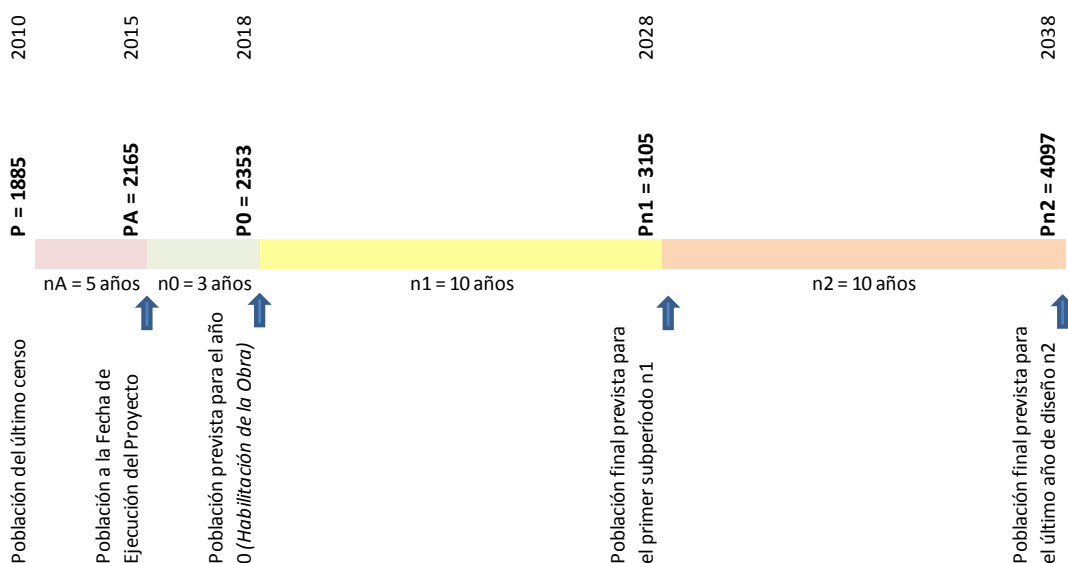 2010
2015
2018
2028
2038
P = 1885
PA = 2165
P0 = 2353
Pn1 = 3105
Pn2 = 4097
nA = 5 años
n0 = 3 años
n1 = 10 años
n2 = 10 años
Población del último censo
Población a la Fecha de
Ejecución del Proyecto
Población prevista para el año
0 (Habilitación de la Obra)
Población final prevista para
el primer subperíodo n1
Población final prevista para
el último año de diseño n2